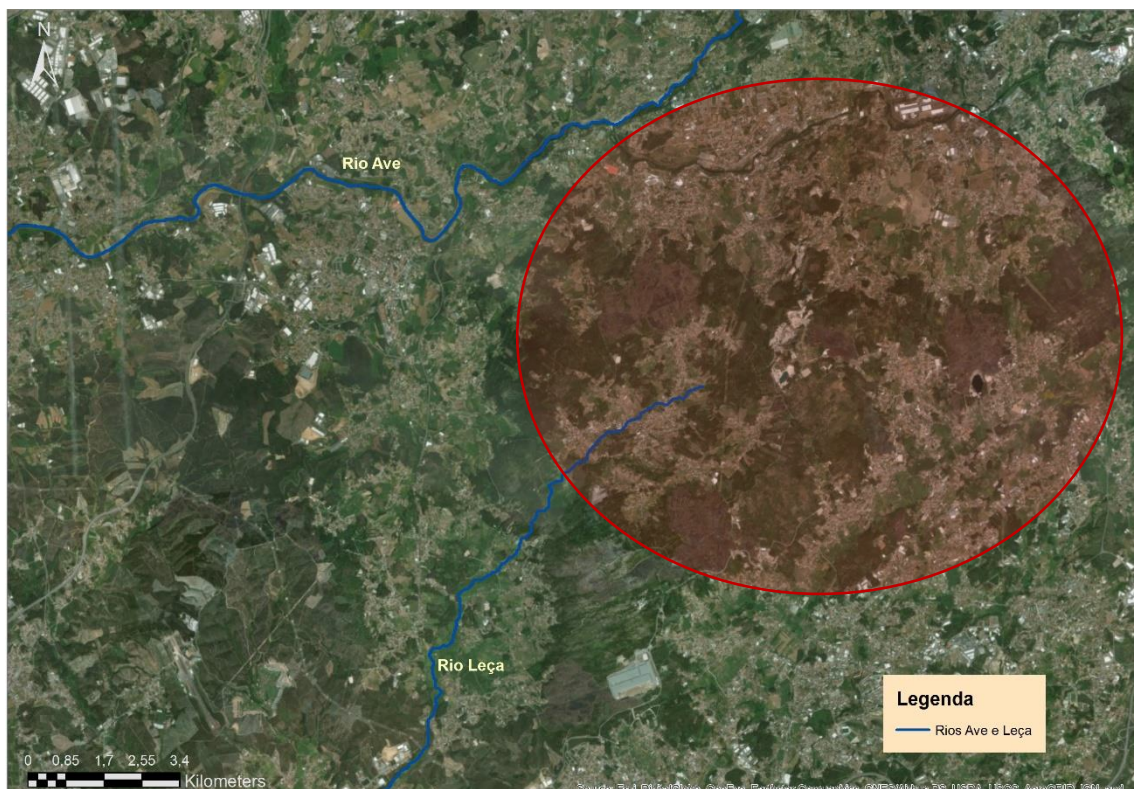 N
Rio Ave
Rio Leça
Legenda
Rios Ave e Leça
0 0,85 1,7 2,55 3,4
Kilometers